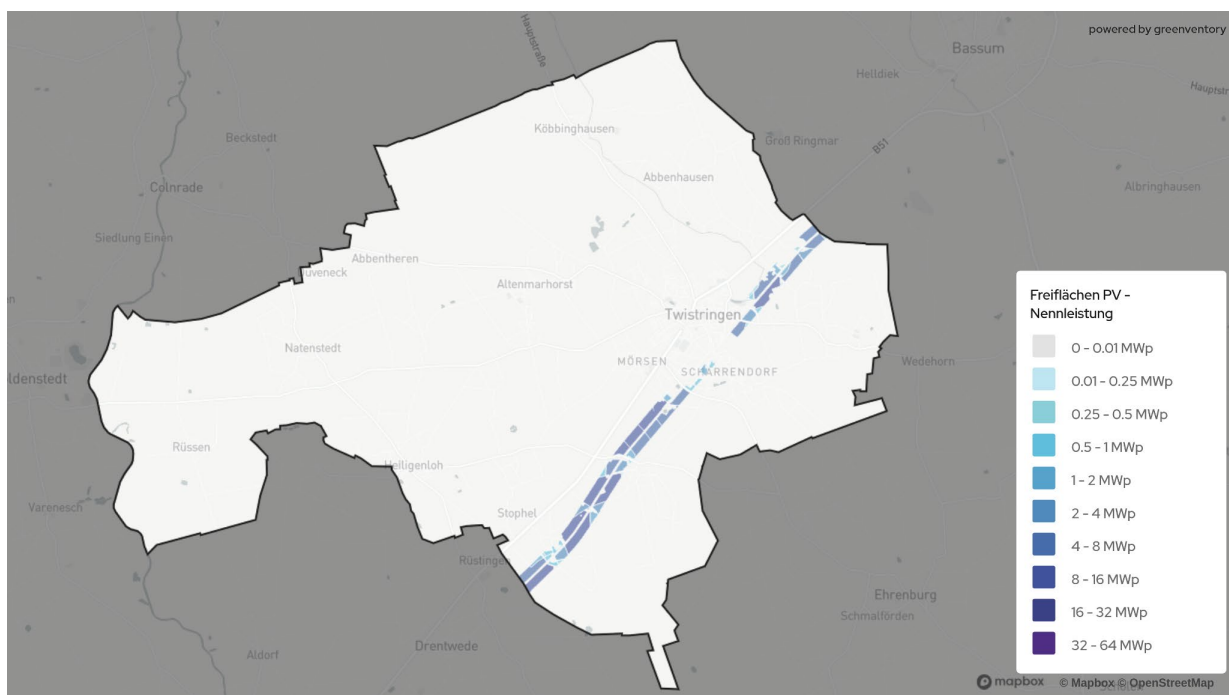 powered by greenventory
Bassum
Hauptstraße
Helldiek
Hauptstr
Köbbinghausen
Beckstedt
Groß Ringmar
B51
Abbenhausen
Colnrade
Albringhausen
Siedlung Einen
Abbentheren
uveneck
Altenmarhorst
Twistringen
Natenstedt
MÖRSEN
SCHARRENDORF
Wedehorn
oldenstedt
Rüssen
Heiligenloh
Varenesch
Stophel
Rüstingen
Ehrenburg
Schmalförden
Drentwede
Aldorf
Freiflächen PV -
Nennleistung
0 - 0.01 MWp
0.01 - 0.25 MWp
0.25 - 0.5 MWp
0.5 - 1 MWp
1 - 2 MWp
2 - 4 MWp
4 - 8 MWp
8 - 16 MWp
16 - 32 MWp
32 - 64 MWp
mapbox © Mapbox © OpenStreetMap